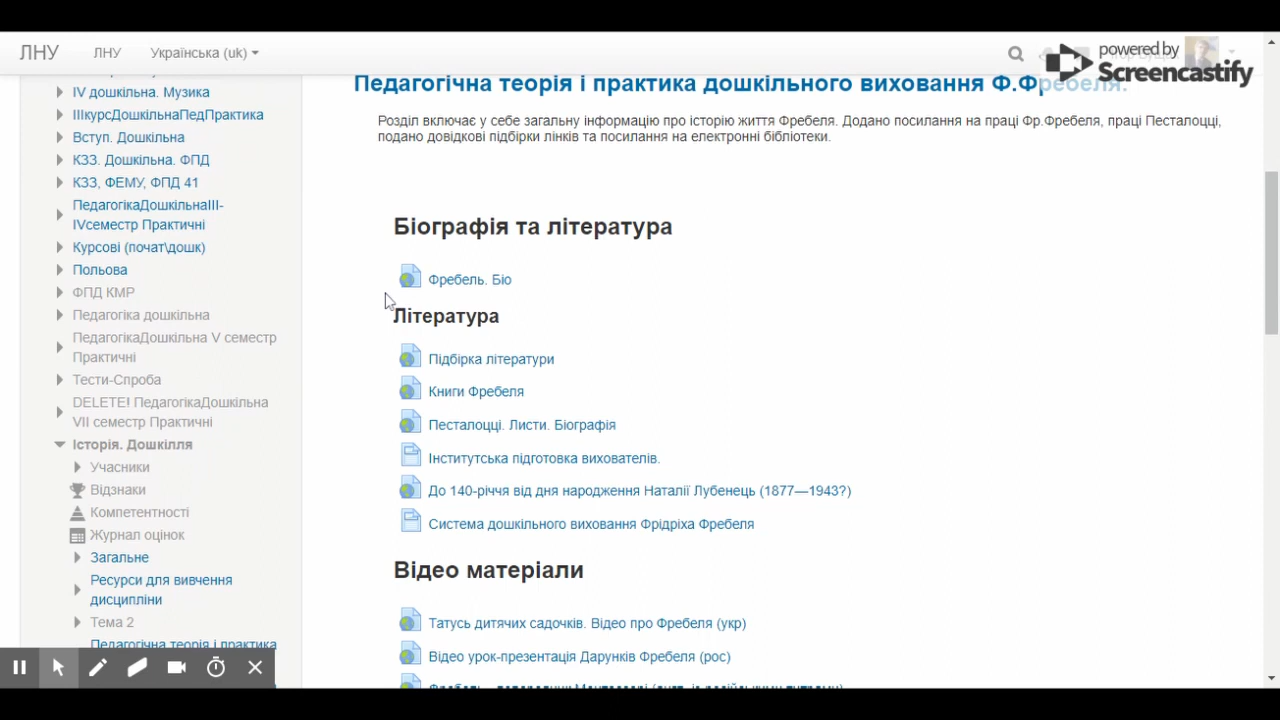 ЛНУ ЛНУ Українська (uk)
powered by
Screencastify
IV дошкільна. Музика
IIIкурсДошкільнаПедПрактика
Вступ. Дошкільна
КЗЗ. Дошкільна. ФПД
КЗЗ, ФЕМУ, ФПД 41
ПедагогікаДошкільнаIII-
IVсеместр Практичні
Курсові (почат\дошк)
Польова
ФПД КМР
Педагогіка дошкільна
ПедагогікаДошкільна V семестр
Практичні
Тести-Спроба
DELETE! ПедагогікаДошкільна
VII семестр Практичні
Історія. Дошкілля
Учасники
Відзнаки
Компетентності
Журнал оцінок
Загальне
Ресурси для вивчення
дисципліни
Тема 2
Педагогічна теорія і практика
Педагогічна теорія і практика дошкільного виховання Ф.Фребеля.
Розділ включає у себе загальну інформацію про історію життя Фребеля. Додано посилання на праці Фр.Фребеля, праці Песталоцці,
подано довідкові підбірки лінків та посилання на електронні бібліотеки.
Біографія та література
Фребель. Біо
Література
Підбірка літератури
Книги Фребеля
Песталоцці. Листи. Біографія
Інститутська підготовка вихователів.
До 140-річчя від дня народження Наталії Лубенець (1877—1943?)
Система дошкільного виховання Фрідріха Фребеля
Відео матеріали
Татусь дитячих садочків. Відео про Фребеля (укр)
Відео урок-презентація Дарунків Фребеля (рос)